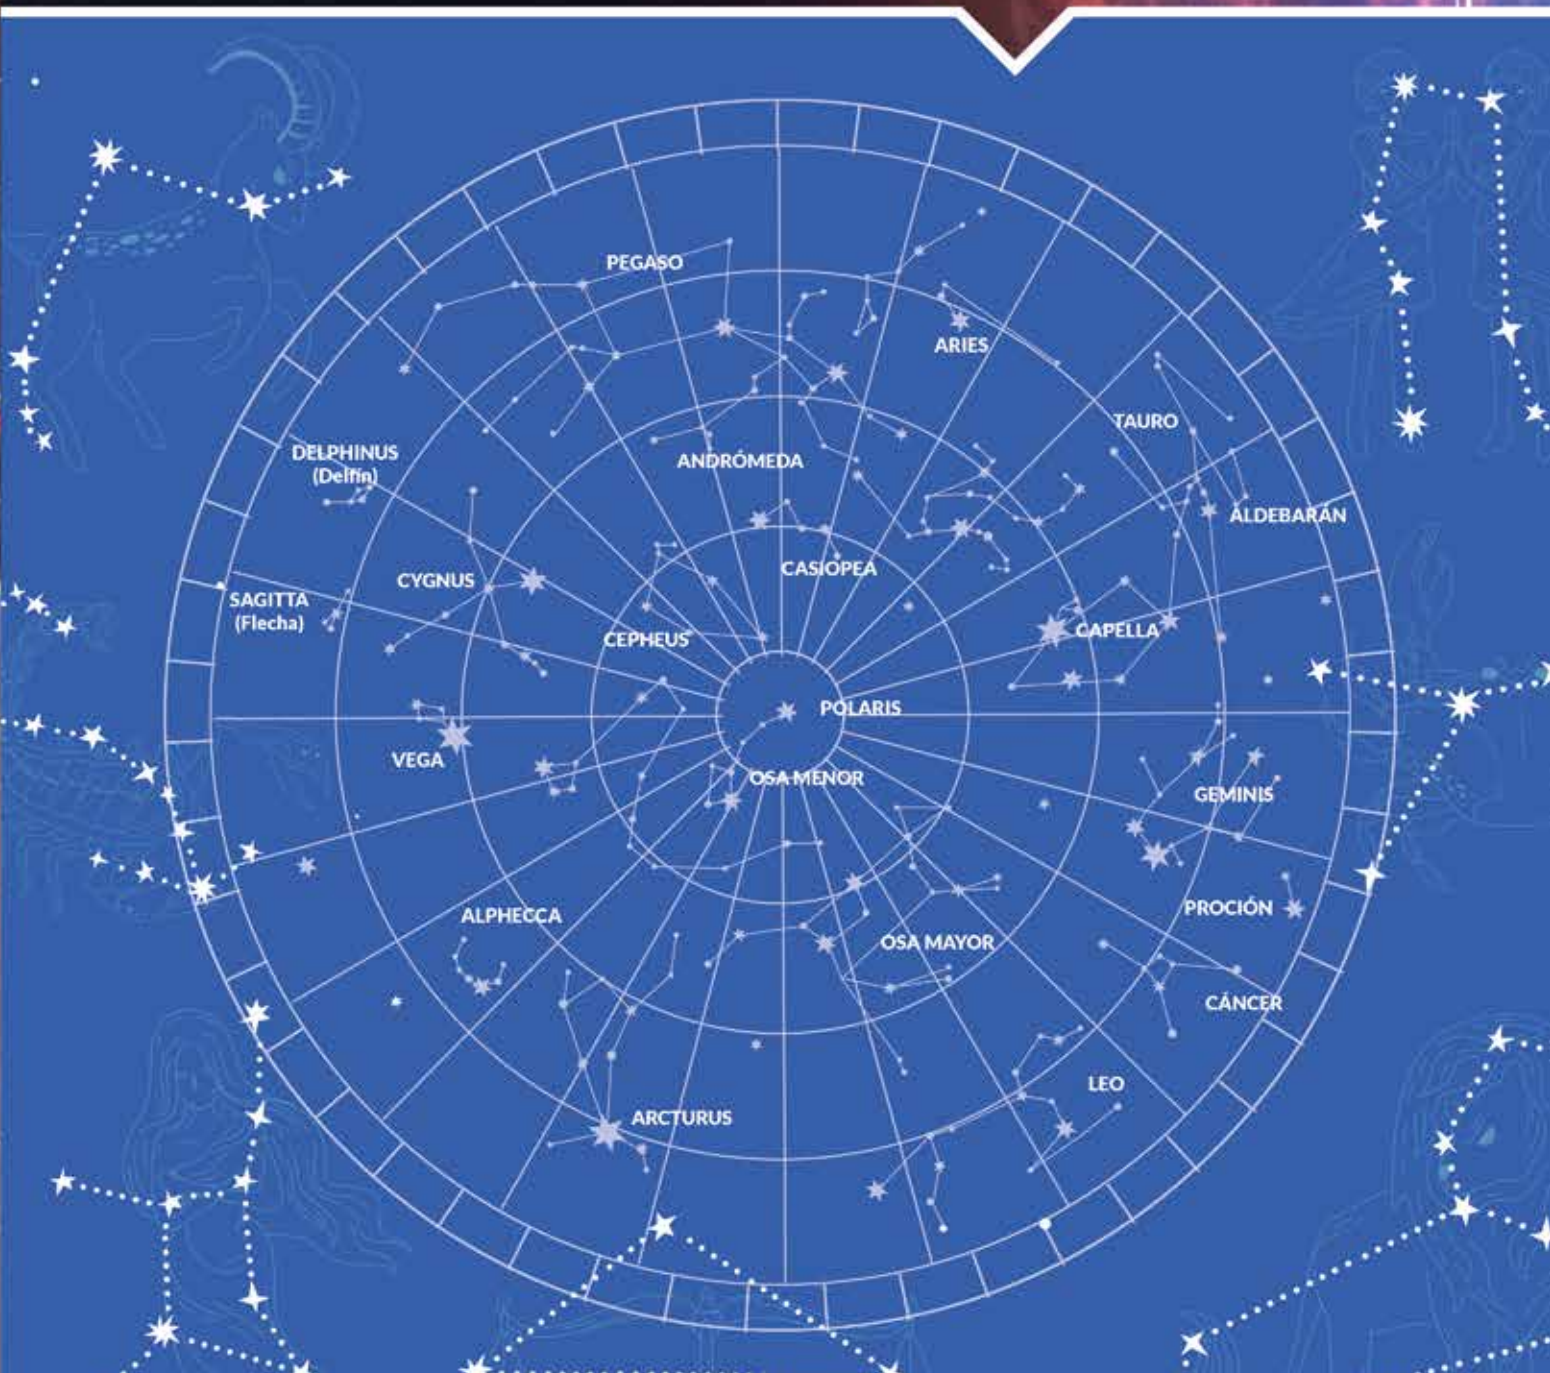 PEGASO
ARIES
TAURO
DELPHINUS
(Delfín)
ANDRÓMEDA
ALDEBARÁN
CASIOPEA
CYGNUS
SAGITTA
(Flecha)
CEPHEUS
CAPELLA
POLARIS
VEGA
OSA MENOR
GEMINIS
PROCIÓN
ALPHECCA
OSA MAYOR
CÁNCER
LEO
ARCTURUS